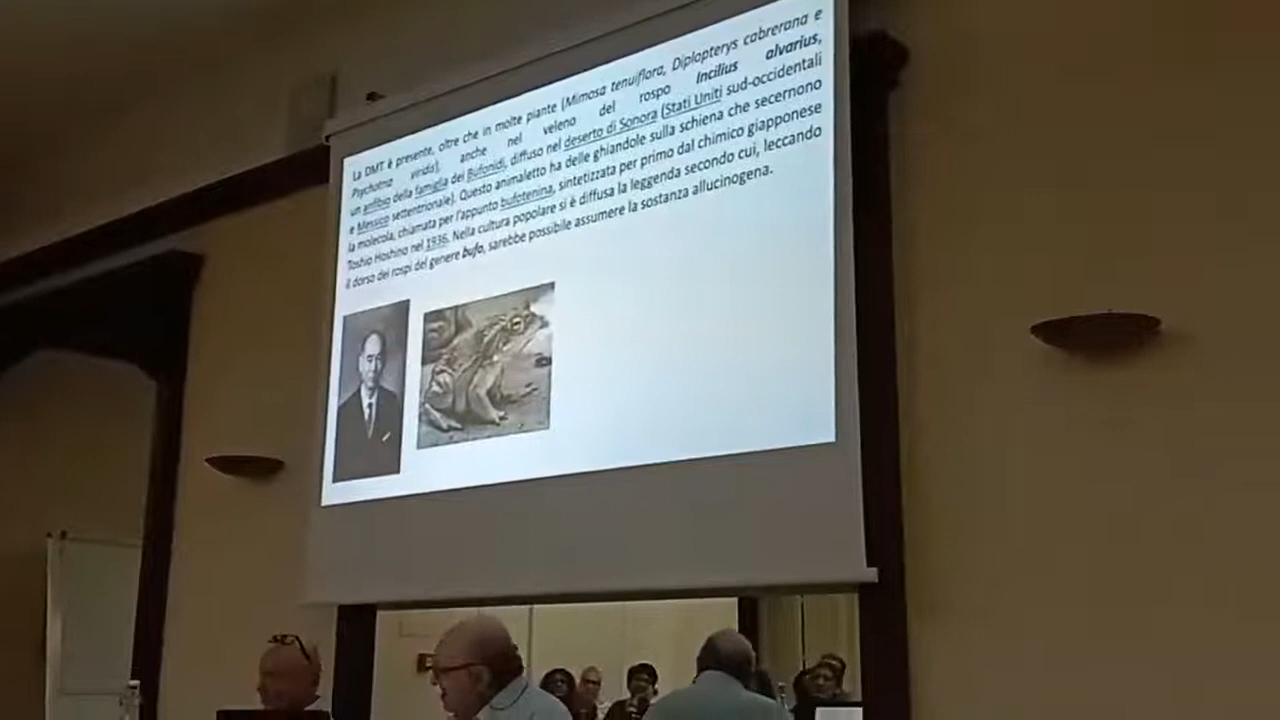 La DMT è presente, oltre che in molte piante (Mimosa tenuiflora, Diplopterys cabrerana e
Psychotria viridis), anche nel veleno del rospo Incilius alvarius,
un anfibio della famiglia dei Bufonidi, diffuso nel deserto di Sonora (Stati Uniti sud-occidentali
e Messico settentrionale). Questo animaletto ha delle ghiandole sulla schiena che secernono
la molecola, chiamata per l'appunto bufotenina, sintetizzata per primo dal chimico giapponese
Toshio Hoshino nel 1936. Nella cultura popolare si è diffusa la leggenda secondo cui, leccando
il dorso dei rospi del genere bufo, sarebbe possibile assumere la sostanza allucinogena.